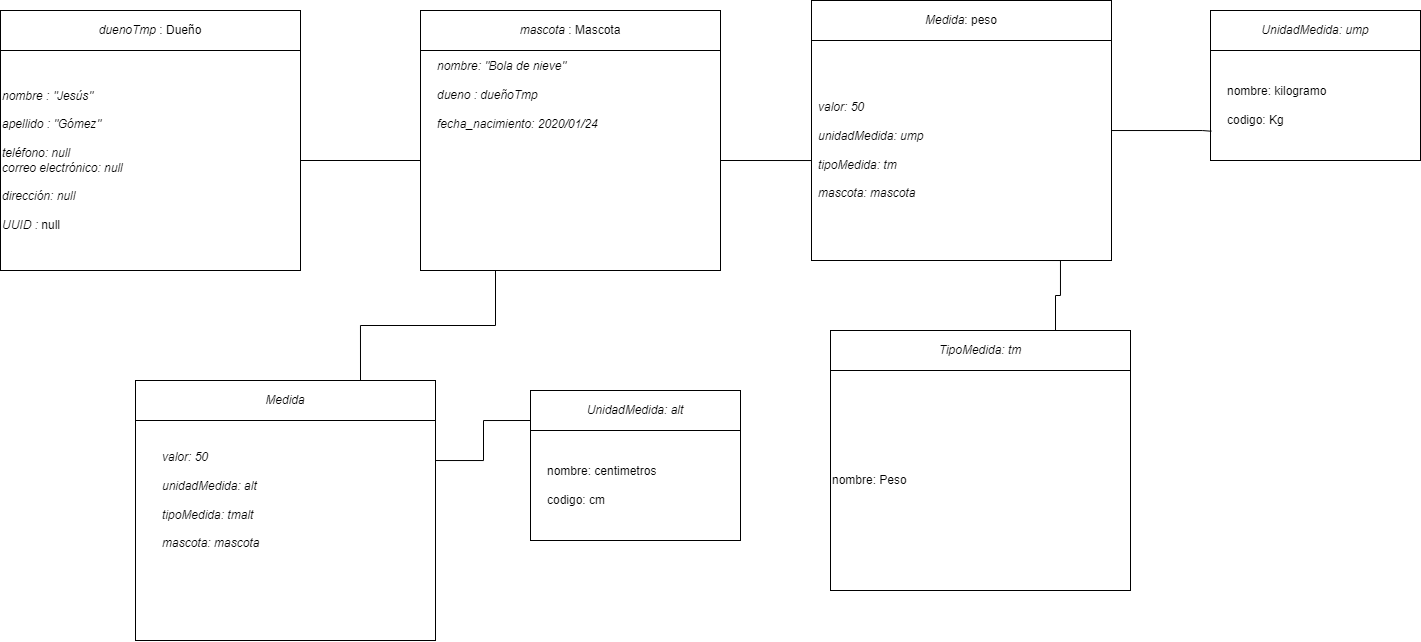 duenoTmp : Dueño
nombre : "Jesús"
apellido : "Gómez"
teléfono: null
correo electrónico: null
dirección: null
UUID : null
mascota : Mascota
nombre: "Bola de nieve"
dueno : dueñoTmp
fecha_nacimiento: 2020/01/24
Medida: peso
valor: 50
unidadMedida: ump
tipoMedida: tm
mascota: mascota
UnidadMedida: ump
nombre: kilogramo
codigo: Kg
Medida
valor: 50
unidadMedida: alt
tipoMedida: tmalt
mascota: mascota
UnidadMedida: alt
nombre: centimetros
codigo: cm
TipoMedida: tm
nombre: Peso